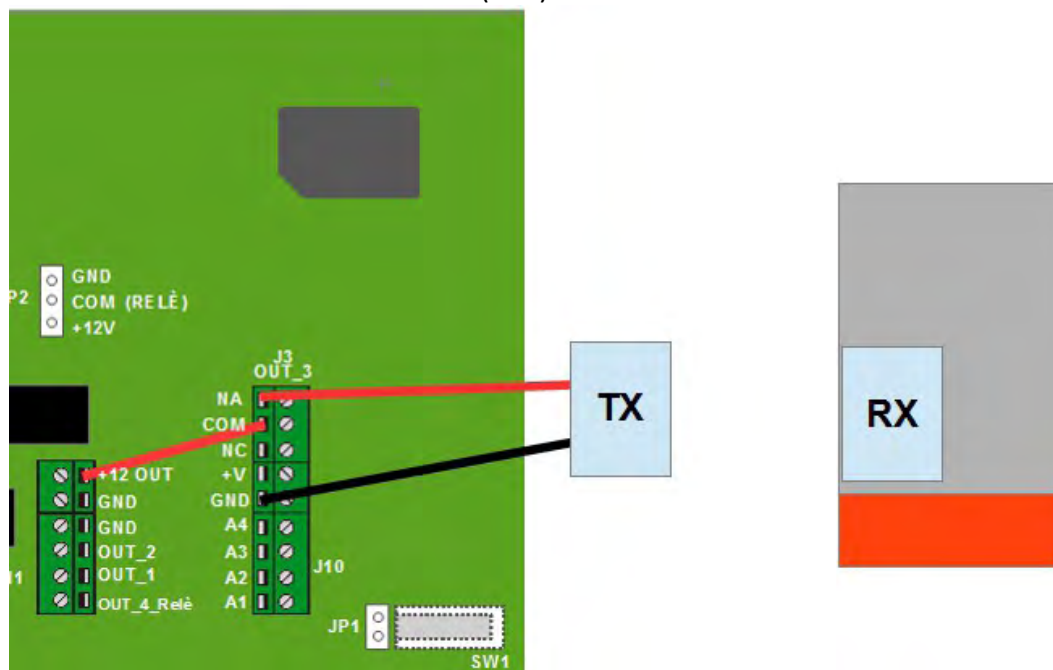 GND
P2 COM (RELÈ)
+12V
J3
OUT_3
NA
COM
NC
+V
GND
A4
A3
A2
A1
J10
+12 OUT
GND
GND
OUT_2
OUT_1
OUT_4_Relè
JP1
SW1
TX
RX